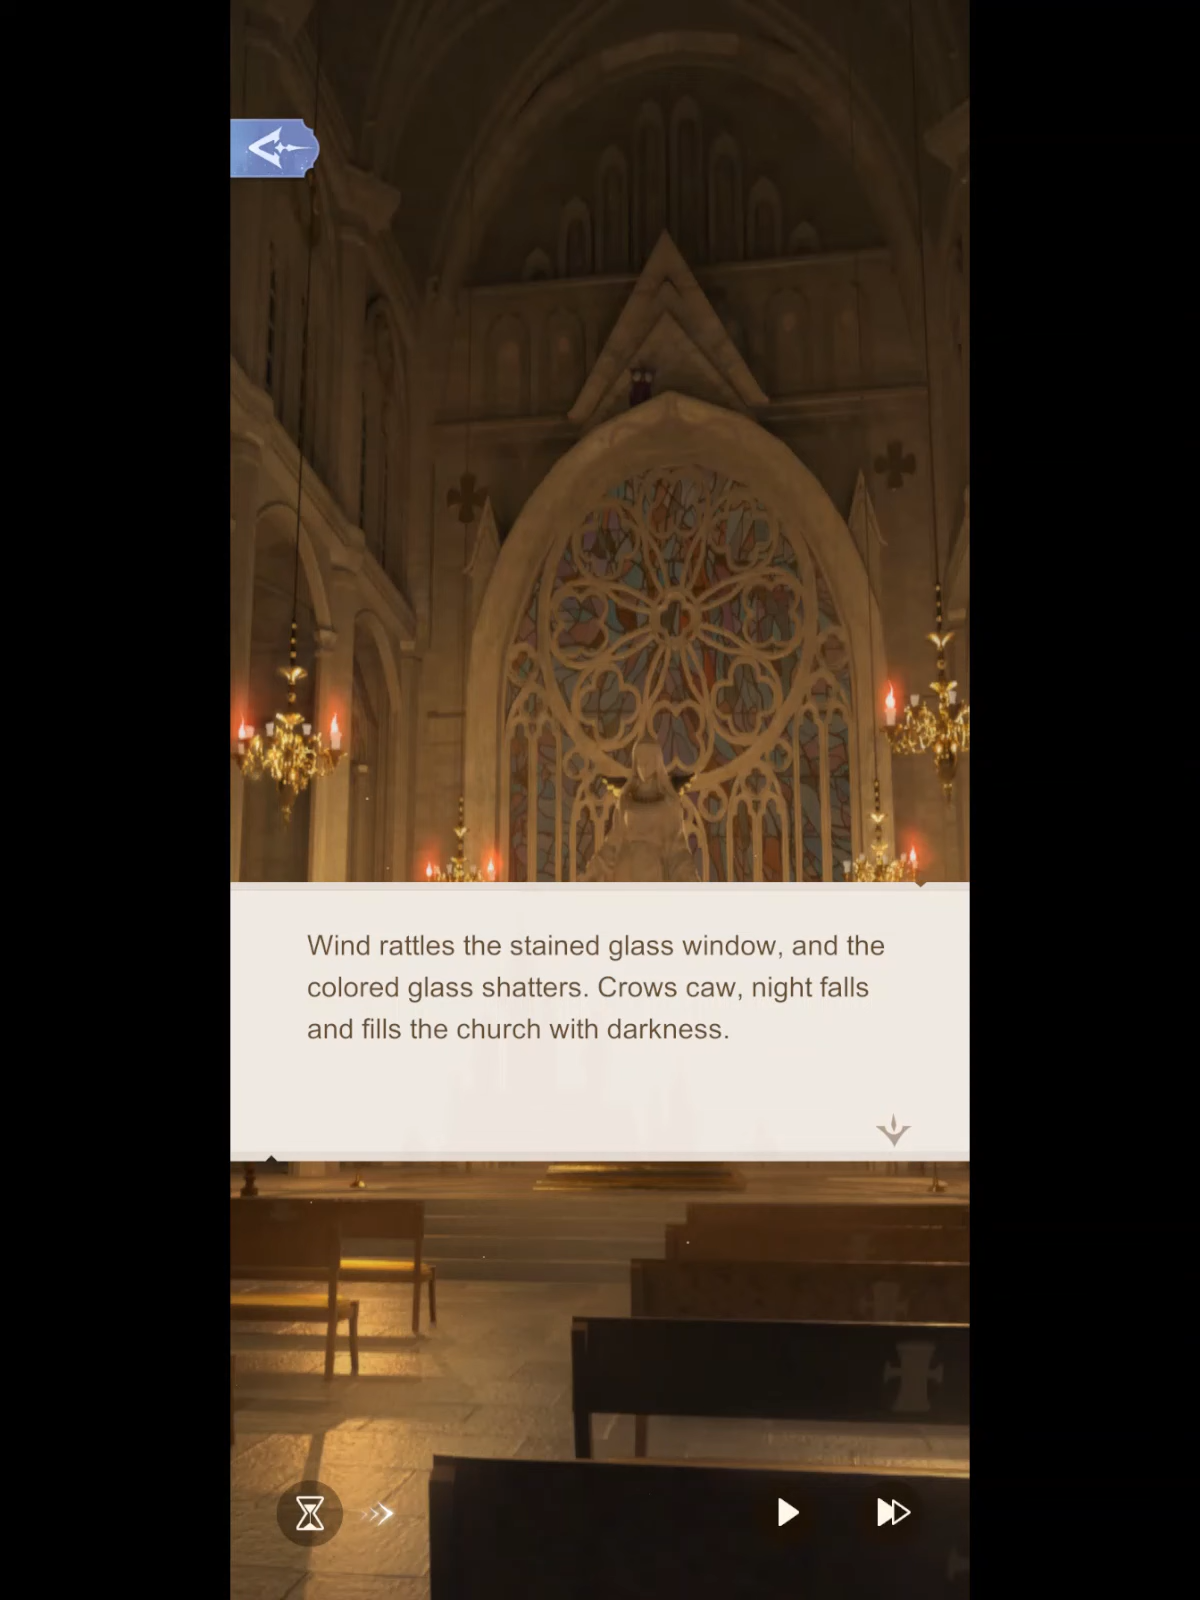 Wind rattles the stained glass window, and the
colored glass shatters. Crows caw, night falls
and fills the church with darkness.